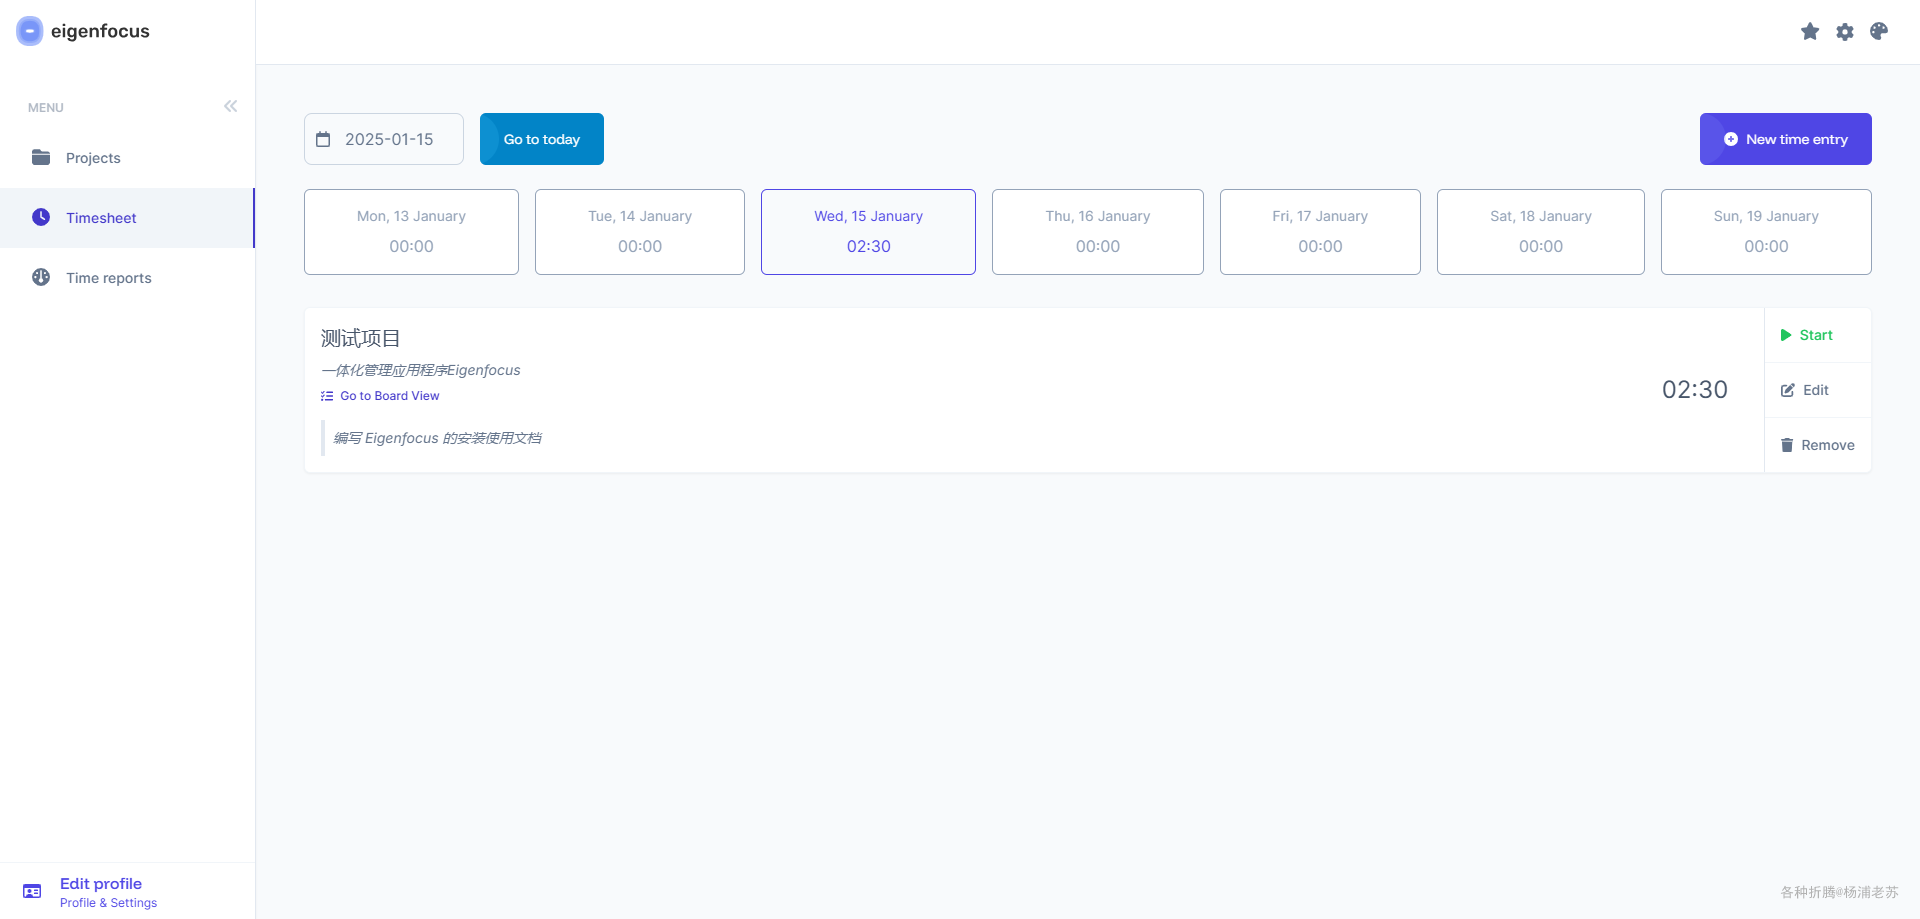 eigenfocus
MENU
Projects
Timesheet
Time reports
2025-01-15
Go to today
New time entry
Mon, 13 January
00:00
Tue, 14 January
00:00
Wed, 15 January
02:30
Thu, 16 January
00:00
Fri, 17 January
00:00
Sat, 18 January
00:00
Sun, 19 January
00:00
测试项目
一体化管理应用程序Eigenfocus
Go to Board View
编写 Eigenfocus 的安装使用文档
02:30
Start
Edit
Remove
Edit profile
Profile & Settings
各种折腾@杨浦老苏